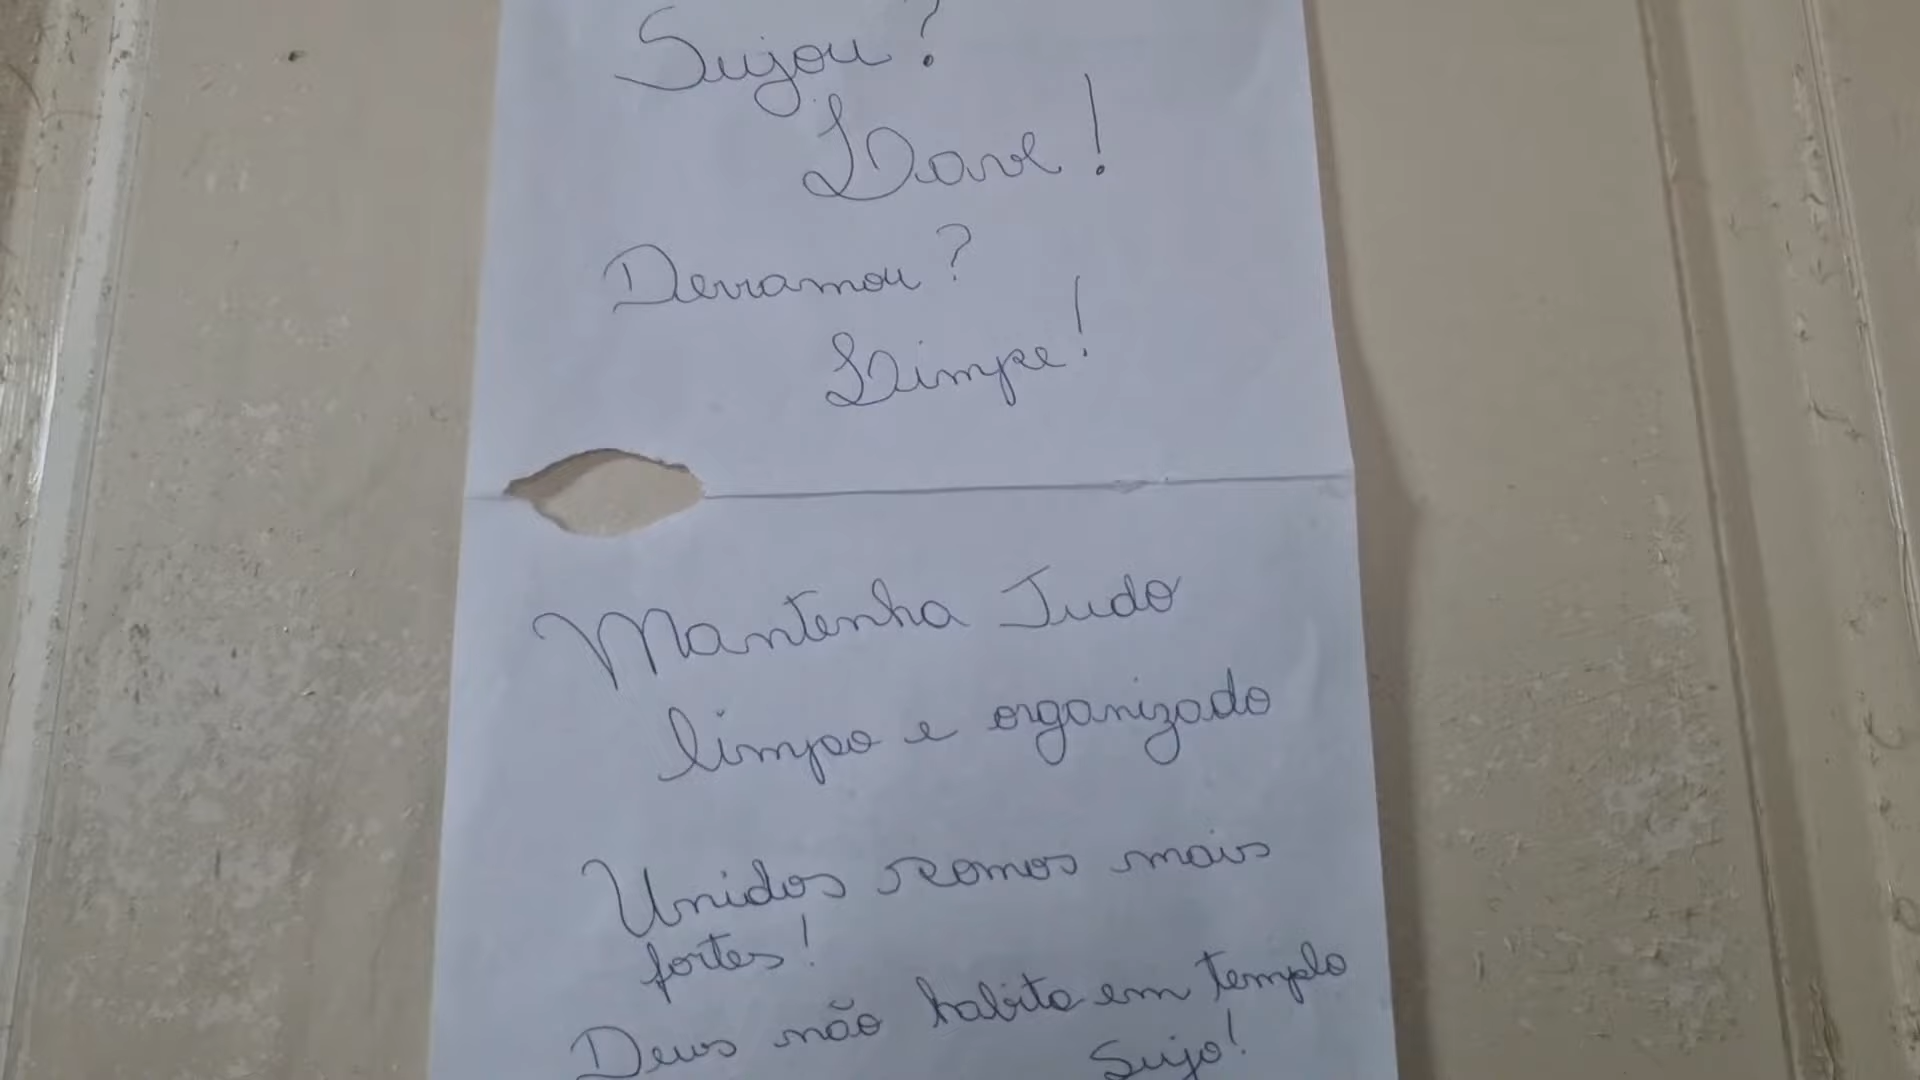 Sujou?
Lave!
Derramou?
Limpe!
Mantenha Tudo
limpo e organizado
Unidos somos mais
fortes!
Deus não habita em templo
Sujo!